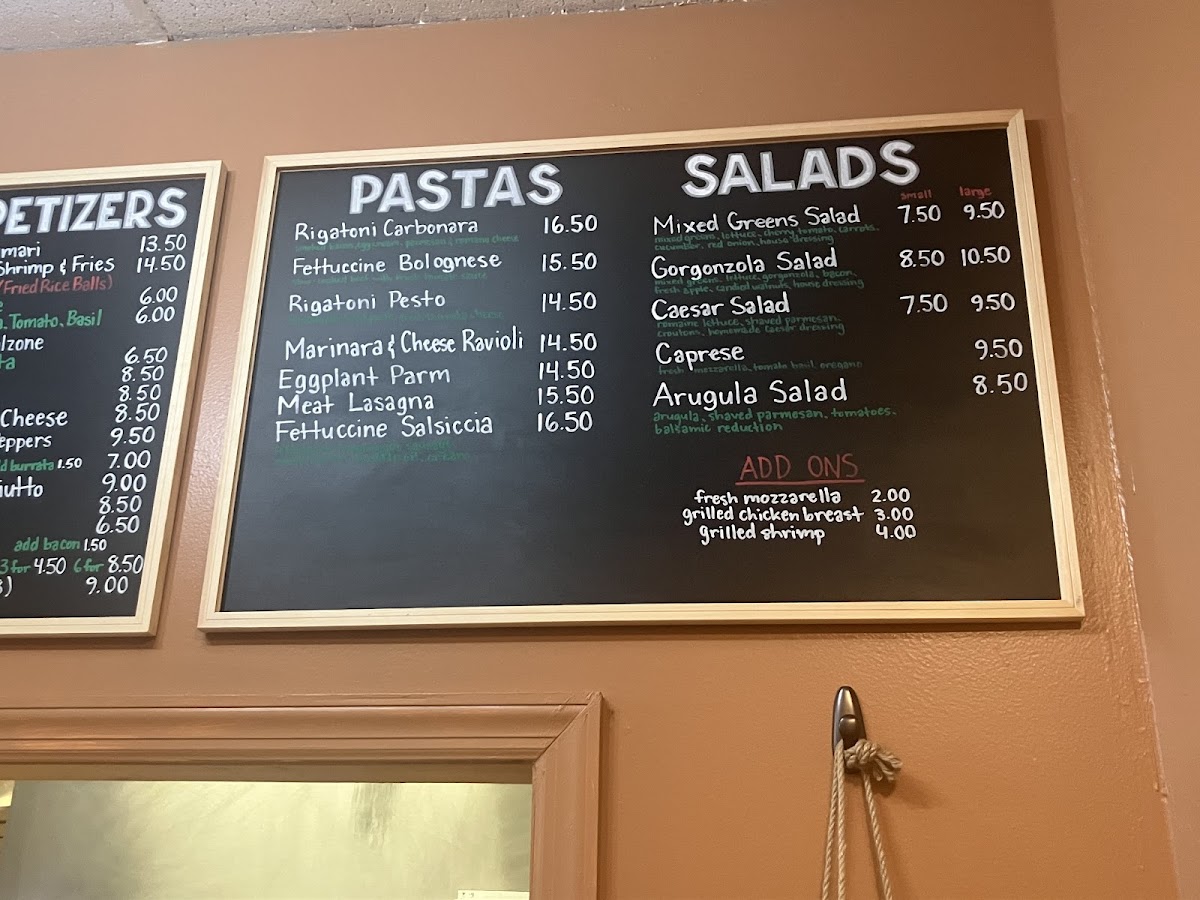 PETIZERS
mari 13.50
Shrimp & Fries 14.50
(Fried Rice Balls)
6.00
Tomato, Basil 6.00
lzone
ta 6.50
8.50
8.50
Cheese 8.50
eppers 9.50
d burrata 1.50 7.00
iutto 9.00
8.50
6.50
add bacon 1.50
3 for 4.50 6 for 8.50
) 9.00
PASTAS
Rigatoni Carbonara 16.50
Fettuccine Bolognese 15.50
Rigatoni Pesto 14.50
Marinara & Cheese Ravioli 14.50
Eggplant Parm 14.50
Meat Lasagna 15.50
Fettuccine Salsiccia 16.50
SALADS
small large
Mixed Greens Salad 7.50 9.50
mixed greens, lettuce, cherry tomato, carrots,
cucumber, red onion, house dressing
Gorgonzola Salad 8.50 10.50
mixed greens, lettuce, gorgonzola, bacon,
fresh apple, candied walnuts, house dressing
Caesar Salad 7.50 9.50
romaine lettuce, shaved parmesan,
croutons, homemade caesar dressing
Caprese 9.50
fresh mozzarella, tomato, basil, oregano
Arugula Salad 8.50
arugula, shaved parmesan, tomatoes.
balsamic reduction
ADD ONS
fresh mozzarella 2.00
grilled chicken breast 3.00
grilled shrimp 4.00